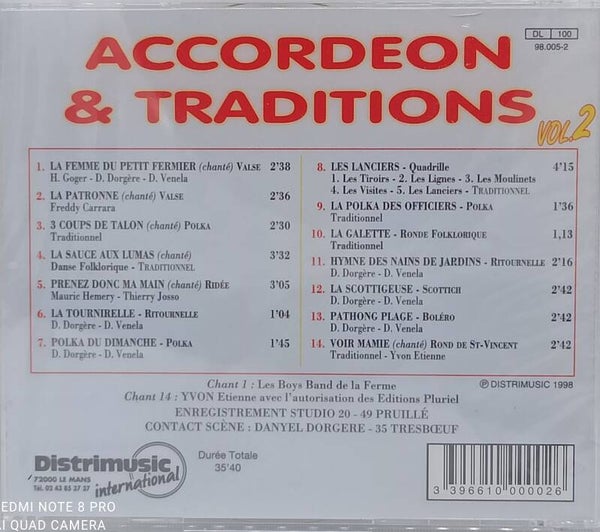 DL 100
98.005-2
ACCORDEON
& TRADITIONS
VOL.2
1. LA FEMME DU PETIT FERMIER (chanté) VALSE 2'38
H. Goger - D. Dorgère - D. Venela
2. LA PATRONNE (chanté) VALSE 2'36
Freddy Carrara
3. 3 COUPS DE TALON (chanté) POLKA 2'30
Traditionnel
4. LA SAUCE AUX LUMAS (chanté) 3'32
Danse Folklorique - TRADITIONNEL
5. PRENEZ DONC MA MAIN (chanté) RIDÉE 3'05
Mauric Hemery - Thierry Josso
6. LA TOURNIRELLE - RITOURNELLE 1'04
D. Dorgère - D. Venela
7. POLKA DU DIMANCHE - POLKA 1'45
D. Dorgère - D. Venela
8. LES LANCIERS - Quadrille 4'15
1. Les Tiroirs - 2. Les Lignes - 3. Les Moulinets
4. Les Visites - 5. Les Lanciers - TRADITIONNEL
9. LA POLKA DES OFFICIERS - POLKA 1'36
Traditionnel
10. LA GALETTE - RONDE FOLKLORIQUE 1,13
Traditionnel
11. HYMNE DES NAINS DE JARDINS - RITOURNELLE 2'16
D. Dorgère - D. Venela
12. LA SCOTTIGEUSE - SCOTTICH 2'42
D. Dorgère - D. Venela
13. PATHONG PLAGE - BOLÉRO 2'42
D. Dorgère - D. Venela
14. VOIR MAMIE (chanté) ROND DE ST-VINCENT 2'42
Traditionnel - Yvon Etienne
Chant 1 : Les Boys Band de la Ferme
Chant 14 : YVON Etienne avec l'autorisation des Editions Pluriel
ENREGISTREMENT STUDIO 20 - 49 PRUILLÉ
CONTACT SCÈNE : DANYEL DORGERE - 35 TRESBŒUF
℗ DISTRIMUSIC 1998
Distrimusic
international
72000 LE MANS
Tél. 02 43 85 37 27
Durée Totale
35'40
3 396610 000026
EDMI NOTE 8 PRO
AI QUAD CAMERA